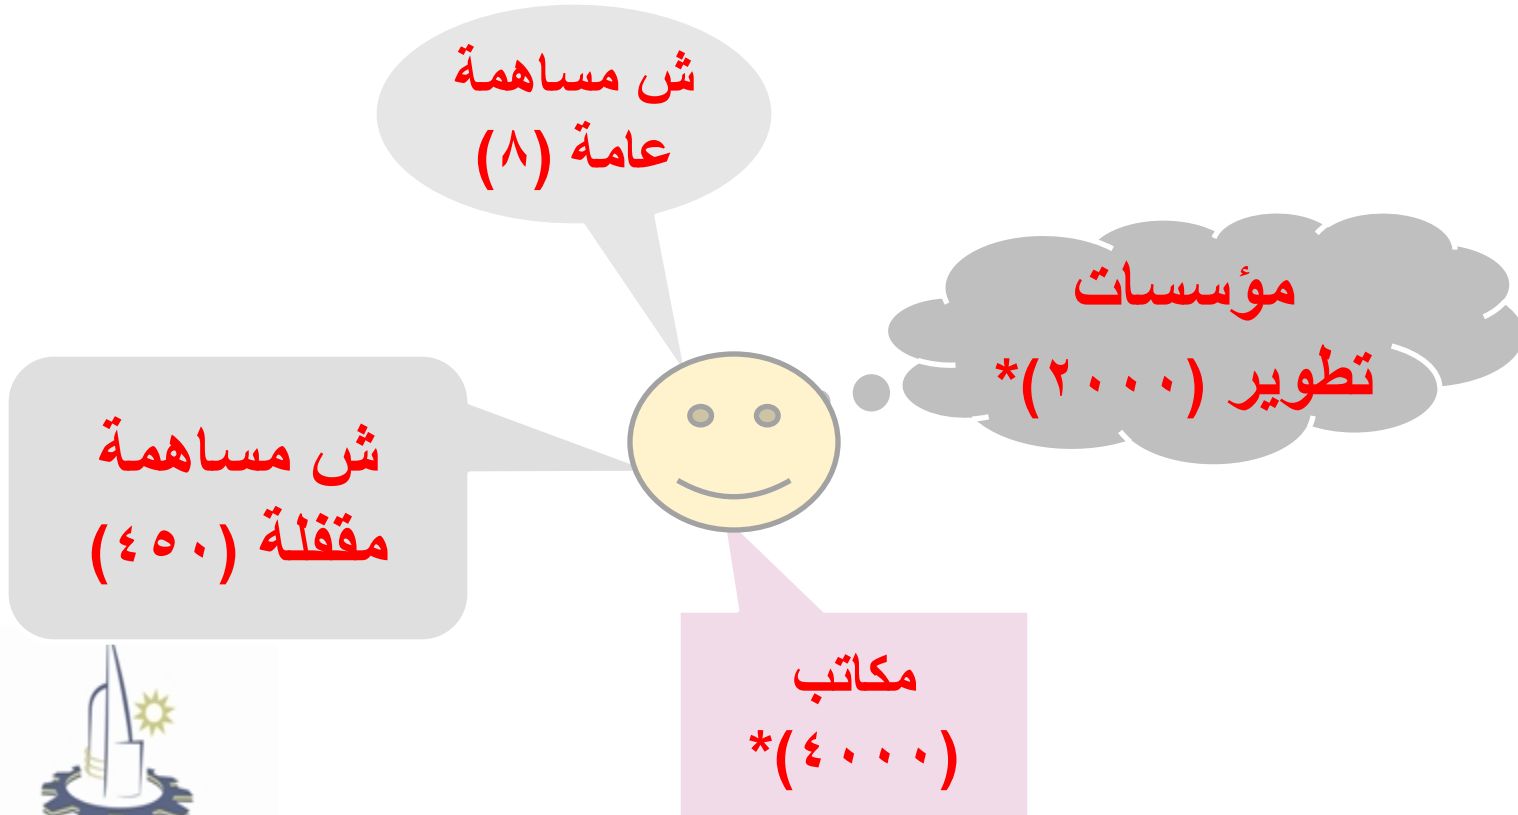 ش مساهمة
عامة (٨)
مؤسسات
تطوير (٢٠٠٠)*
ش مساهمة
مقفلة (٤٥٠)
مكاتب
(٤٠٠٠)*